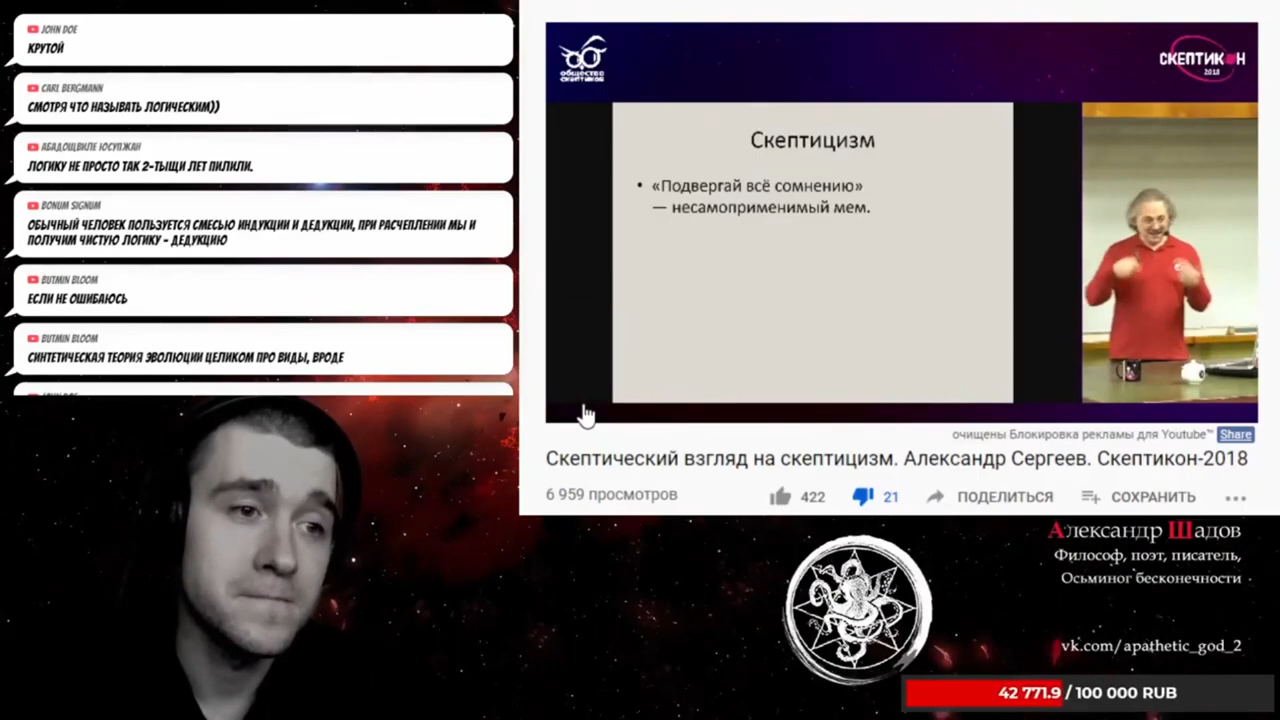 JOHN DOE
КРУТОЙ
CARL BERGMANN
СМОТРЯ ЧТО НАЗЫВАТЬ ЛОГИЧЕСКИМ))
АБАДОЩВИЛЕ ЮСУПЖАН
ЛОГИКУ НЕ ПРОСТО ТАК 2-ТЫЩИ ЛЕТ ПИЛИЛИ.
BONUM SIGNUM
ОБЫЧНЫЙ ЧЕЛОВЕК ПОЛЬЗУЕТСЯ СМЕСЬЮ ИНДУКЦИИ И ДЕДУКЦИИ, ПРИ РАСЧЕПЛЕНИИ МЫ И
ПОЛУЧИМ ЧИСТУЮ ЛОГИКУ - ДЕДУКЦИЮ
BUTMIN BLOOM
ЕСЛИ НЕ ОШИБАЮСЬ
BUTMIN BLOOM
СИНТЕТИЧЕСКАЯ ТЕОРИЯ ЭВОЛЮЦИИ ЦЕЛИКОМ ПРО ВИДЫ, ВРОДЕ
общество
скептиков
СКЕПТИКОН
2018
Скептицизм
• «Подвергай всё сомнению»
— несамоприменимый мем.
очищены Блокировка рекламы для Youtube™ Share
Скептический взгляд на скептицизм. Александр Сергеев. Скептикон-2018
6 959 просмотров 422 21 ПОДЕЛИТЬСЯ СОХРАНИТЬ
Александр Шадов
Философ, поэт, писатель,
Осьминог бесконечности
vk.com/apathetic_god_2
42 771.9 / 100 000 RUB